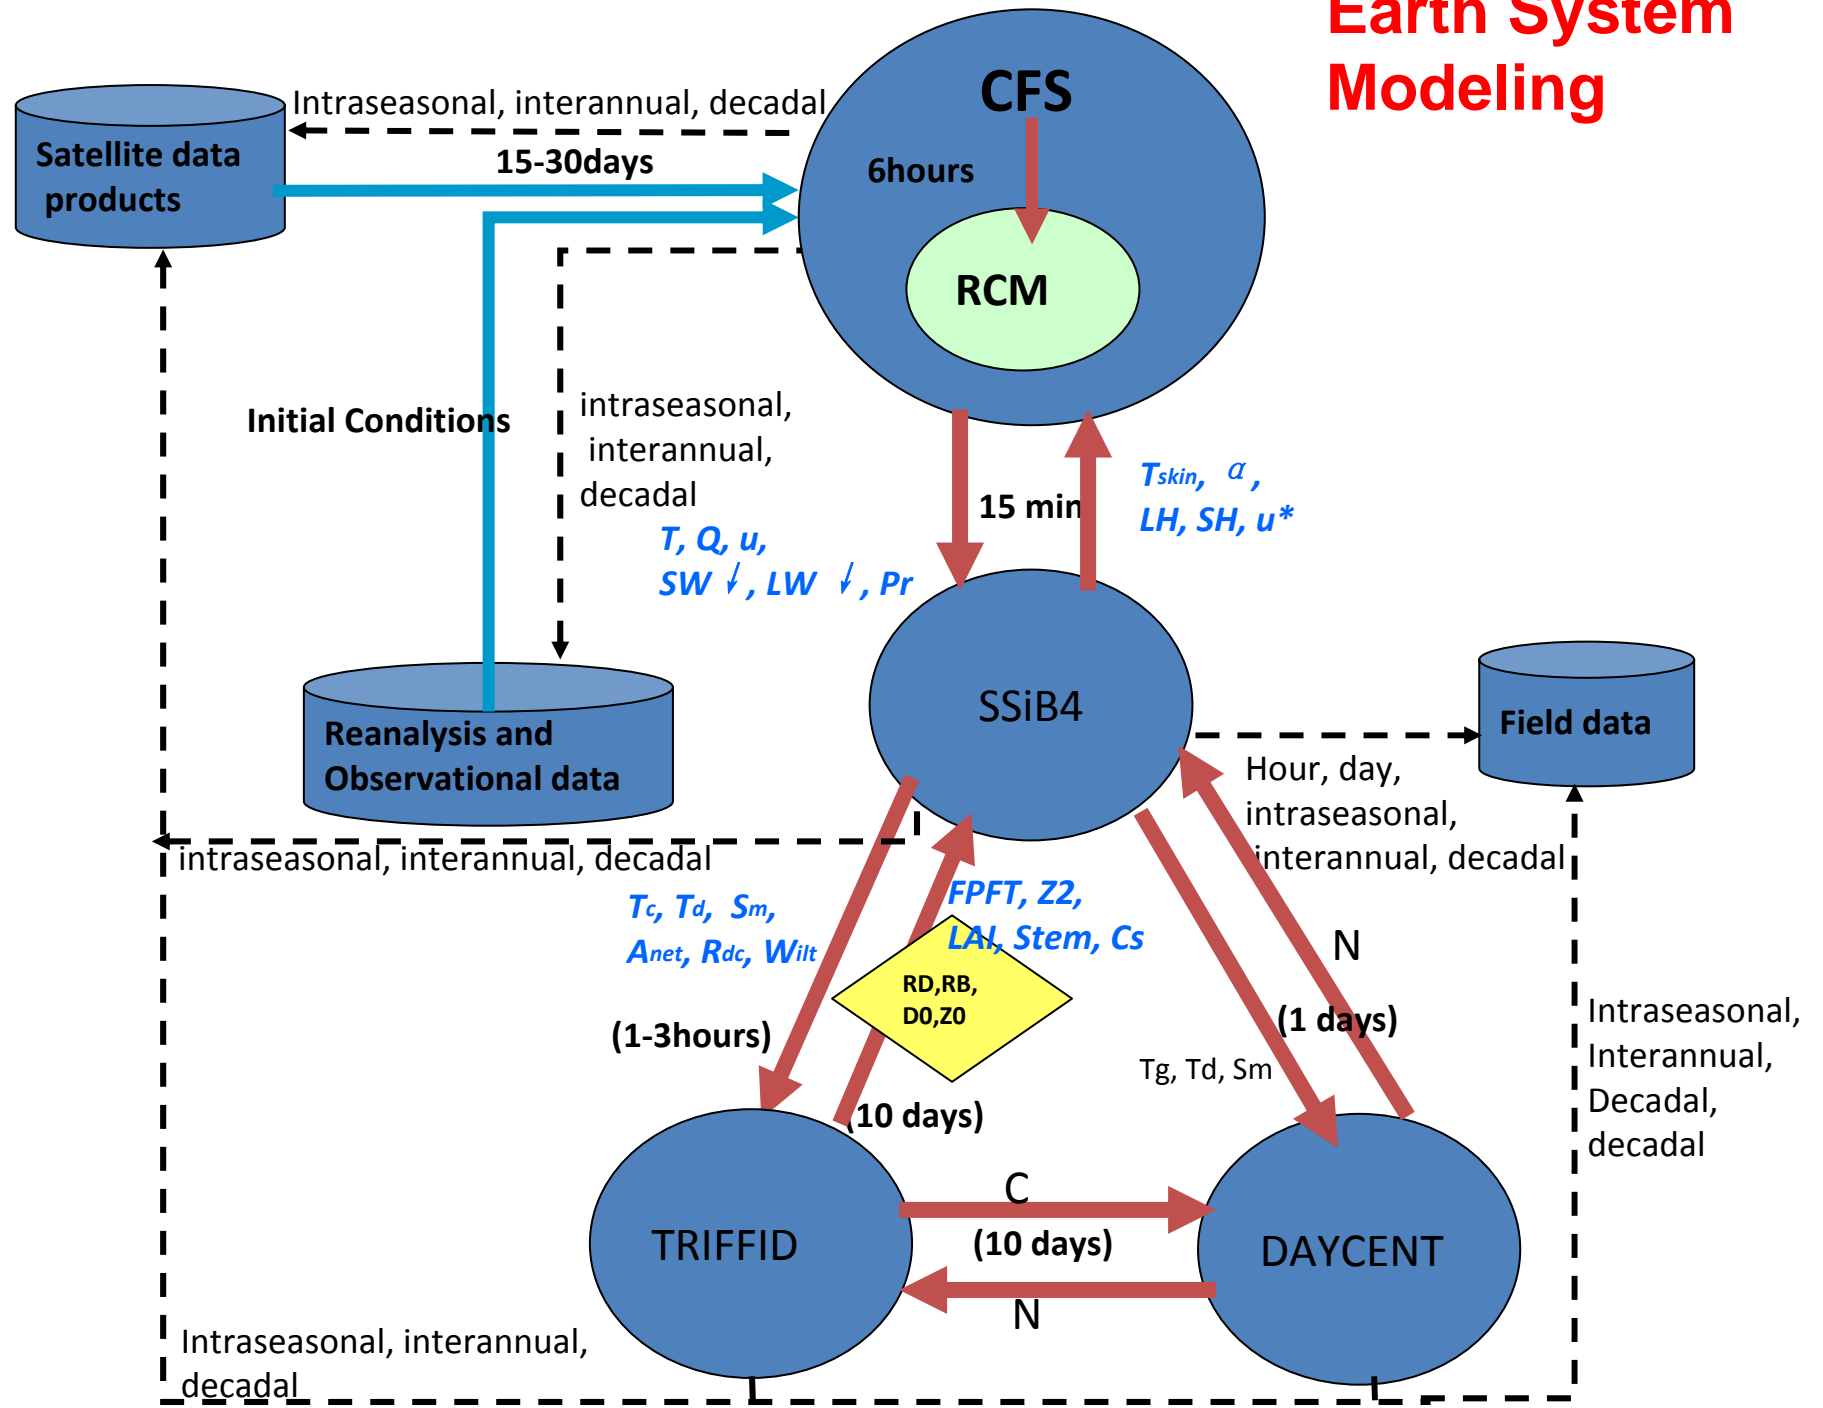 Earth System
Modeling
CFS
6hours
RCM
Intraseasonal, interannual, decadal
15-30days
Satellite data
products
Initial Conditions
intraseasonal,
interannual,
decadal
15 min
Tskin, α,
LH, SH, u*
T, Q, u,
SW ↓, LW ↓, Pr
SSiB4
Field data
Reanalysis and
Observational data
Hour, day,
intraseasonal,
interannual, decadal
intraseasonal, interannual, decadal
Tc, Td, Sm,
Anet, Rdc, Wilt
FPFT, Z2,
LAI, Stem, Cs
RD,RB,
D0,Z0
N
(1-3hours)
(1 days)
Tg, Td, Sm
(10 days)
Intraseasonal,
Interannual,
Decadal,
decadal
C
TRIFFID
(10 days)
DAYCENT
N
Intraseasonal, interannual,
decadal